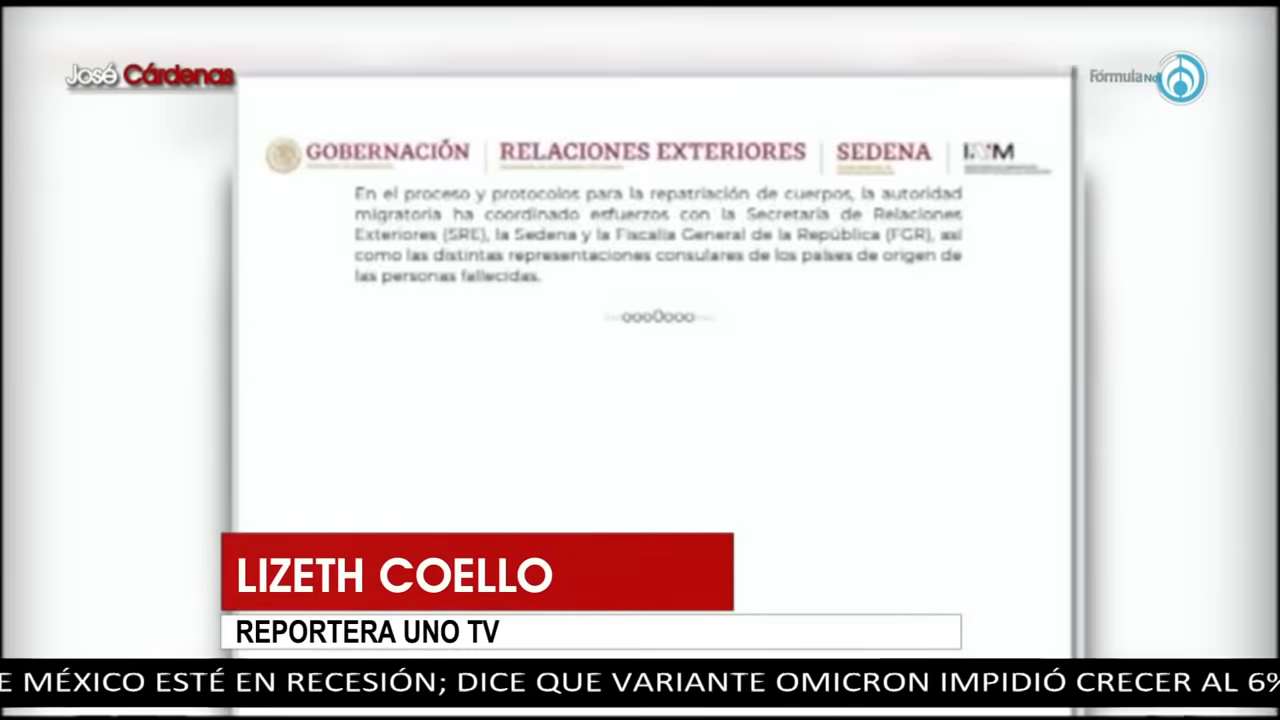 José Cárdenas
Fórmula
GOBERNACIÓN
RELACIONES EXTERIORES
SEDENA
En el proceso y protocolos para la repatriación de cuerpos, la autoridad
migratoria ha coordinado esfuerzos con la Secretaría de Relaciones
Exteriores (SRE), la Sedena y la Fiscalía General de la República (FGR), así
como las distintas representaciones consulares de los países de origen de
las personas fallecidas.
---ooo0ooo---
LIZETH COELLO
REPORTERA UNO TV
E MÉXICO ESTÉ EN RECESIÓN; DICE QUE VARIANTE OMICRON IMPIDIÓ CRECER AL 6%